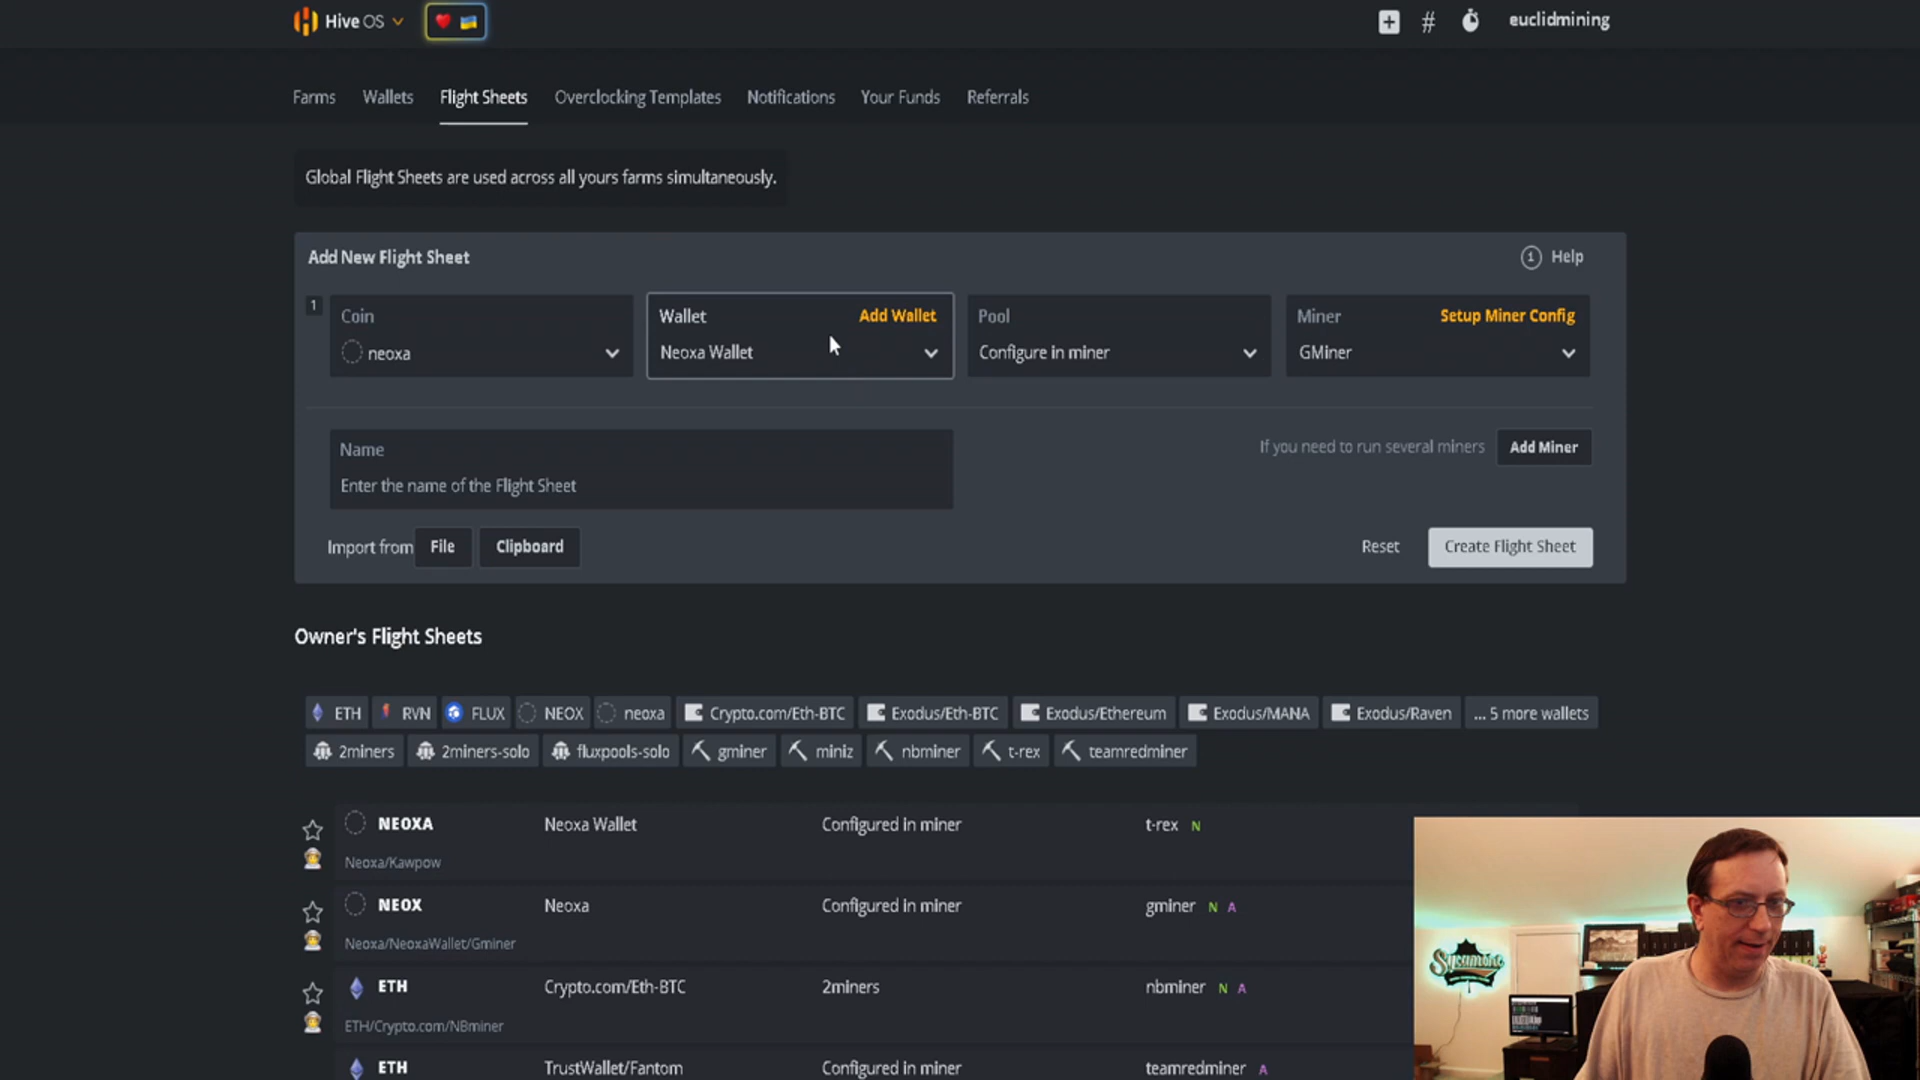 Hive OS
# euclidmining
Farms Wallets Flight Sheets Overclocking Templates Notifications Your Funds Referrals
Global Flight Sheets are used across all yours farms simultaneously.
Add New Flight Sheet
Help
1
Coin
neoxa
Wallet Add Wallet
Neoxa Wallet
Pool
Configure in miner
Miner Setup Miner Config
GMiner
Name
Enter the name of the Flight Sheet
If you need to run several miners Add Miner
Import from File Clipboard
Reset Create Flight Sheet
Owner's Flight Sheets
ETH RVN FLUX NEOX neoxa Crypto.com/Eth-BTC Exodus/Eth-BTC Exodus/Ethereum Exodus/MANA Exodus/Raven ... 5 more wallets
2miners 2miners-solo fluxpools-solo gminer miniz nbminer t-rex teamredminer
NEOXA Neoxa Wallet Configured in miner t-rex N
Neoxa/Kawpow
NEOX Neoxa Configured in miner gminer N A
Neoxa/NeoxaWallet/Gminer
ETH Crypto.com/Eth-BTC 2miners nbminer N A
ETH/Crypto.com/NBminer
ETH TrustWallet/Fantom Configured in miner teamredminer A
Sycamore